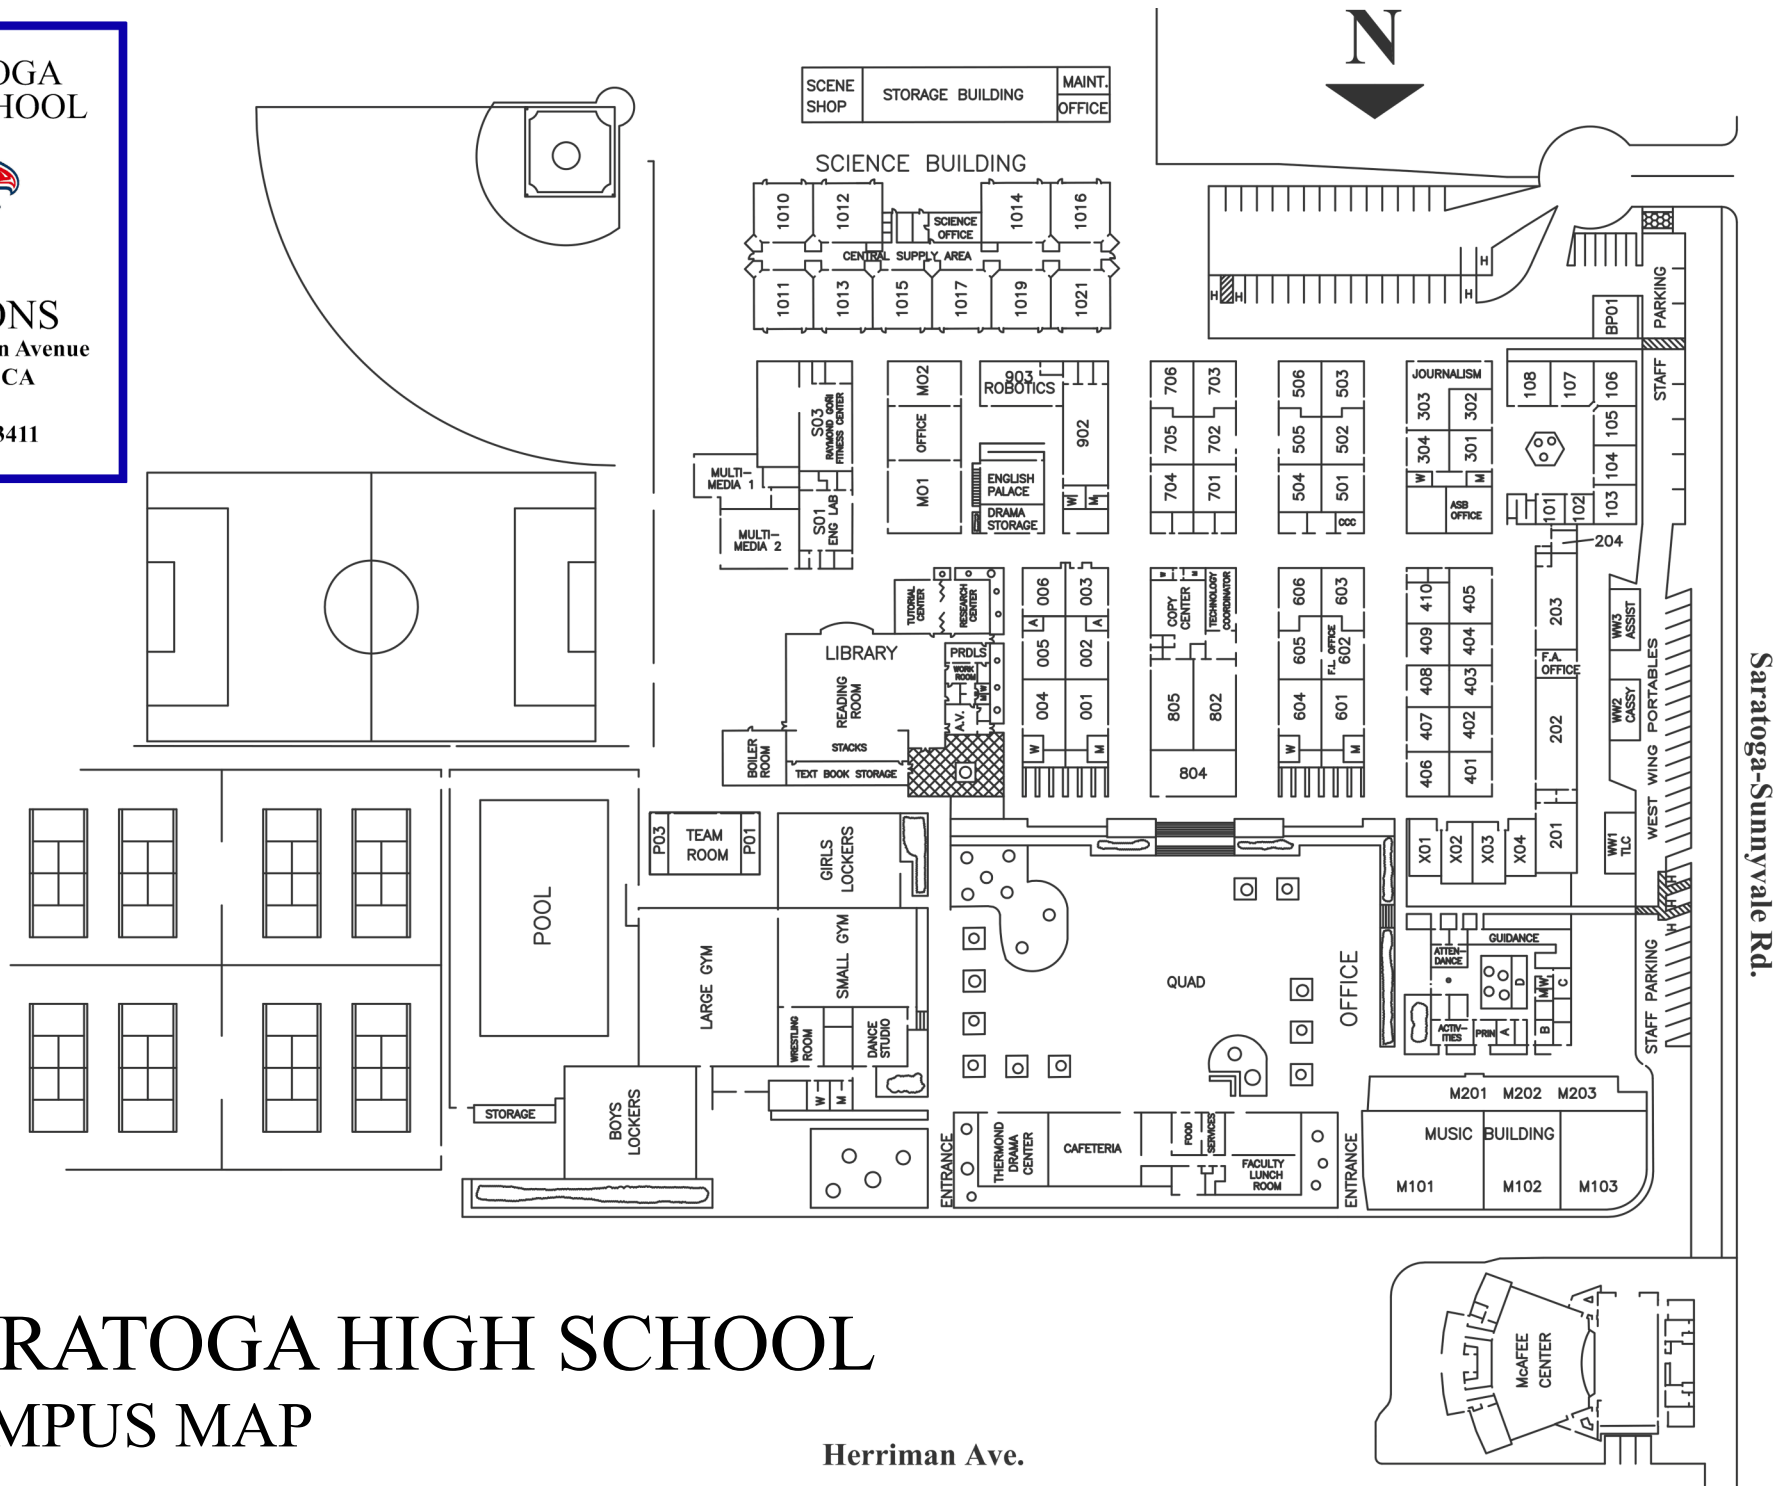 OGA
HOOL
ONS
n Avenue
CA
3411
N
SCENE
SHOP
STORAGE BUILDING
MAINT.
OFFICE
SCIENCE BUILDING
1010
1012
1014
1016
SCIENCE
OFFICE
CENTRAL SUPPLY AREA
1011
1013
1015
1017
1019
1021
H
H
H
H
BP01
PARKING
STAFF
S03
RAYMOND GOÑI
FITNESS CENTER
MULTI-
MEDIA 1
MULTI-
MEDIA 2
S01
ENG LAB
M02
OFFICE
M01
903
ROBOTICS
902
ENGLISH
PALACE
DRAMA
STORAGE
W
M
706
703
705
702
704
701
506
503
505
502
504
501
CCC
JOURNALISM
303
302
304
301
W
M
ASB
OFFICE
108
107
106
105
104
103
101
102
204
TUTORIAL
CENTER
RESEARCH
CENTER
LIBRARY
PRDLS
WORK
ROOM
W
M
READING
ROOM
A.V.
STACKS
BOILER
ROOM
TEXT BOOK STORAGE
006
003
A
A
005
002
004
001
W
M
W
M
COPY
CENTER
TECHNOLOGY
COORDINATOR
805
802
804
606
603
605
F.L. OFFICE
602
604
601
W
M
410
405
409
404
408
403
407
402
406
401
203
F.A.
OFFICE
202
201
WW3
ASSIST
WW2
CASSY
WW1
TLC
WEST WING PORTABLES
Saratoga-Sunnyvale Rd.
X01
X02
X03
X04
P03
TEAM
ROOM
P01
GIRLS
LOCKERS
POOL
LARGE GYM
SMALL GYM
WRESTLING
ROOM
DANCE
STUDIO
W
M
BOYS
LOCKERS
STORAGE
QUAD
OFFICE
ATTEN-
DANCE
GUIDANCE
D
M
W
C
ACTIV-
ITIES
PRIN
A
B
H
H
H
STAFF PARKING
ENTRANCE
THERMOND
DRAMA
CENTER
CAFETERIA
FOOD
SERVICES
FACULTY
LUNCH
ROOM
ENTRANCE
M201 M202 M203
MUSIC BUILDING
M101
M102
M103
McAFEE
CENTER
RATOGA HIGH SCHOOL
MPUS MAP
Herriman Ave.